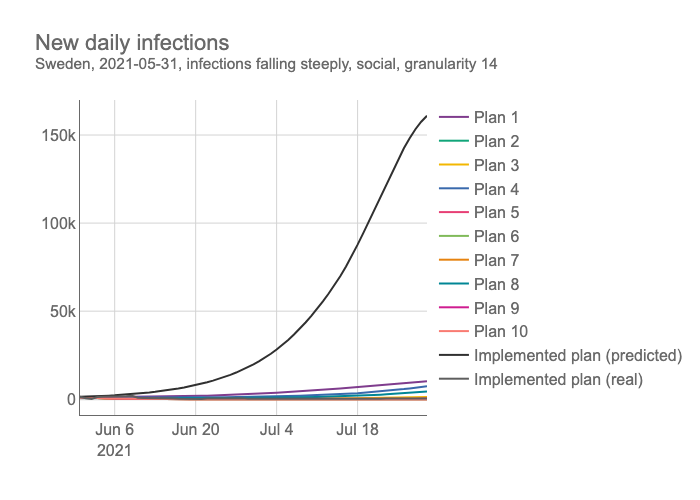 New daily infections
Sweden, 2021-05-31, infections falling steeply, social, granularity 14
150k
100k
50k
0
Jun 6 Jun 20 Jul 4 Jul 18
2021
Plan 1
Plan 2
Plan 3
Plan 4
Plan 5
Plan 6
Plan 7
Plan 8
Plan 9
Plan 10
Implemented plan (predicted)
Implemented plan (real)